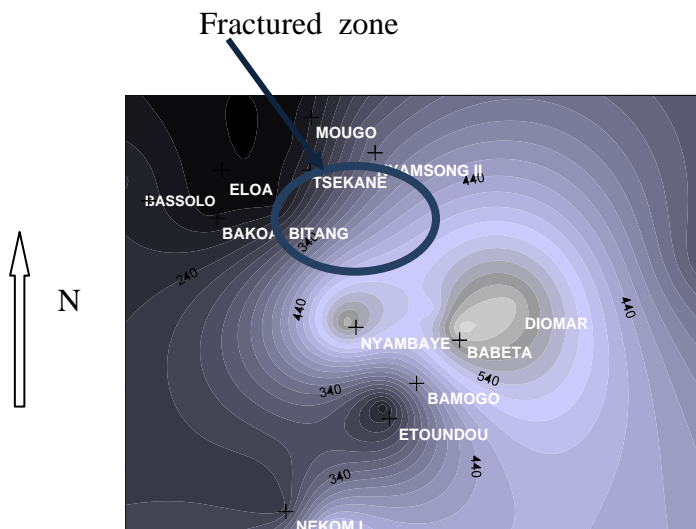 Fractured zone
MOUGO
NYAMSONG II
440
TSEKANE
ELOA
BASSOLO
BAKOA BITANG
340
240
N
440
440
DIOMAR
NYAMBAYE
BABETA
540
340
BAMOGO
ETOUNDOU
440
340
NEKOM I